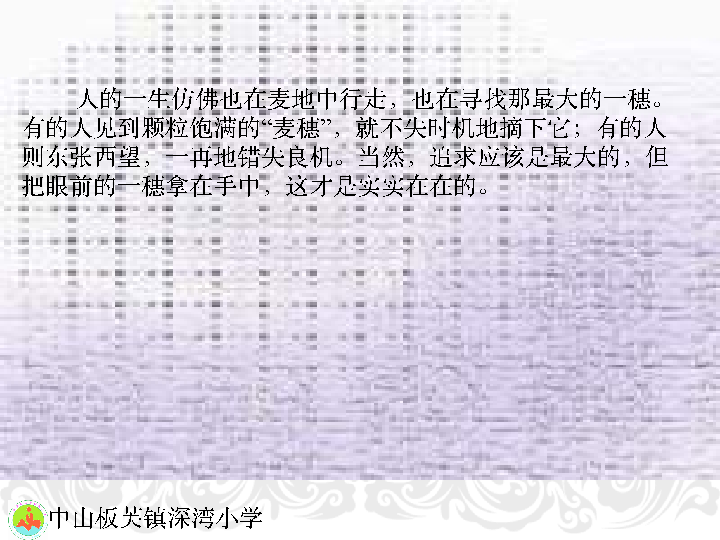 人的一生仿佛也在麦地中行走，也在寻找那最大的一穗。
有的人见到颗粒饱满的“麦穗”，就不失时机地摘下它；有的人
则东张西望，一再地错失良机。当然，追求应该是最大的，但
把眼前的一穗拿在手中，这才是实实在在的。
中山板芙镇深湾小学